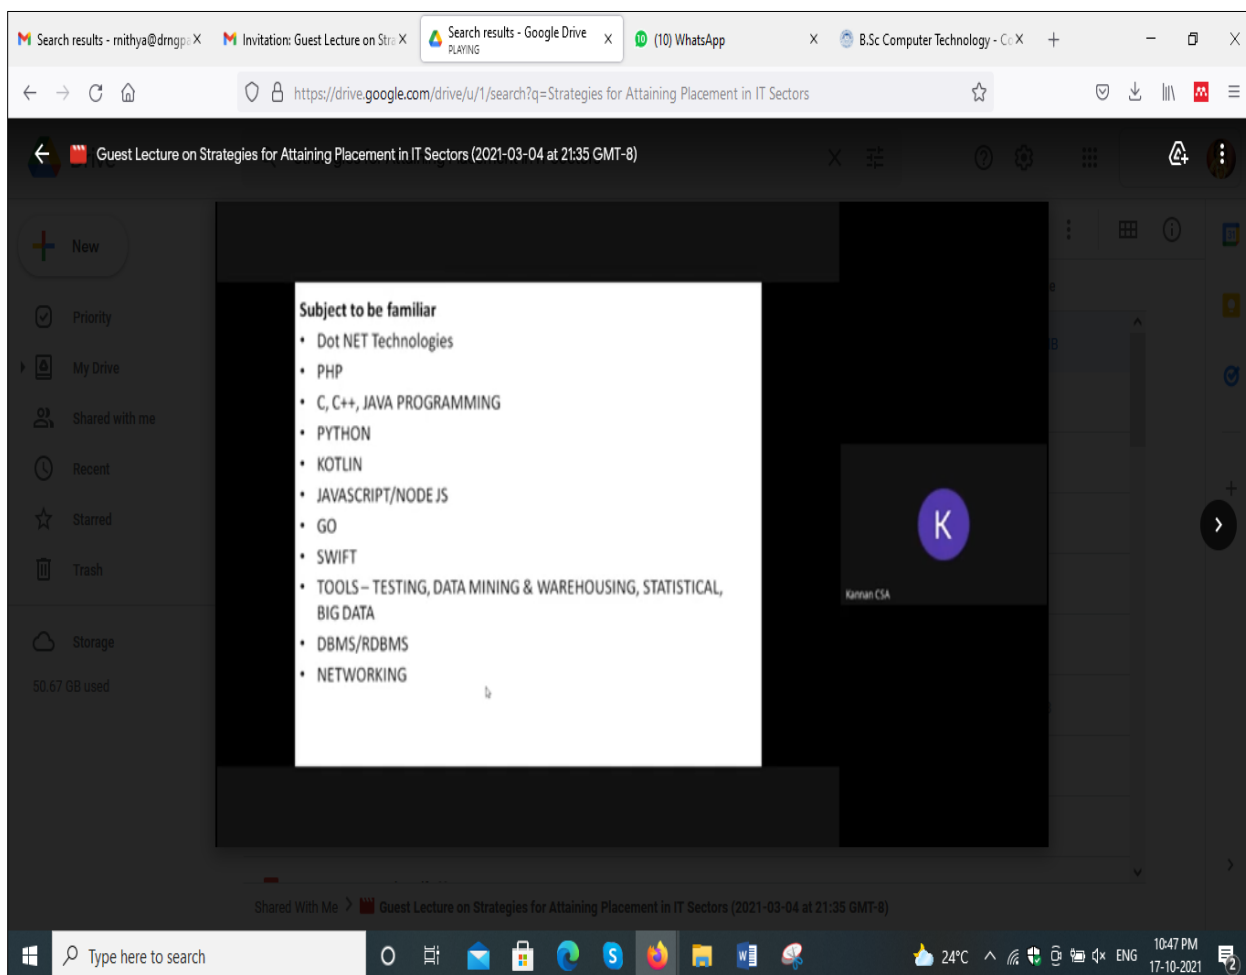 Search results - rnithya@drngpa
Invitation: Guest Lecture on Stra
Search results - Google Drive
PLAYING
(10) WhatsApp
B.Sc Computer Technology - Co
https://drive.google.com/drive/u/1/search?q=Strategies for Attaining Placement in IT Sectors
Guest Lecture on Strategies for Attaining Placement in IT Sectors (2021-03-04 at 21:35 GMT-8)
New
Priority
My Drive
Shared with me
Recent
Starred
Trash
Storage
50.67 GB used
Subject to be familiar
• Dot NET Technologies
• PHP
• C, C++, JAVA PROGRAMMING
• PYTHON
• KOTLIN
• JAVASCRIPT/NODE JS
• GO
• SWIFT
• TOOLS – TESTING, DATA MINING & WAREHOUSING, STATISTICAL,
BIG DATA
• DBMS/RDBMS
• NETWORKING
K
Kannan CSA
Shared With Me > Guest Lecture on Strategies for Attaining Placement in IT Sectors (2021-03-04 at 21:35 GMT-8)
Type here to search
24°C
ENG
10:47 PM
17-10-2021
2